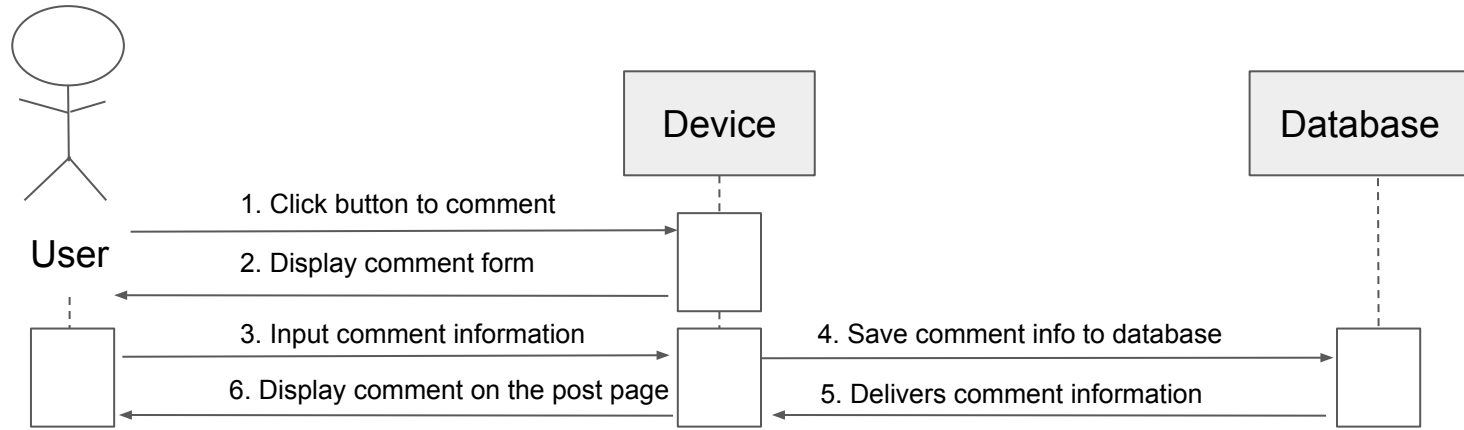 Device
Database
1. Click button to comment
User
2. Display comment form
3. Input comment information
4. Save comment info to database
6. Display comment on the post page
5. Delivers comment information